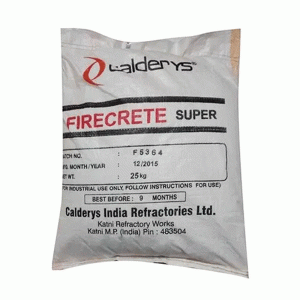 calderys
FIRECRETE SUPER
BATCH NO. : F5364
MFG. MONTH/YEAR : 12/2015
NET WT. : 25kg
(FOR INDUSTRIAL USE ONLY, FOLLOW INSTRUCTIONS FOR USE)
BEST BEFORE : 9 MONTHS
Calderys India Refractories Ltd.
Katni Refractory Works
Katni M.P. (India) Pin : 483504